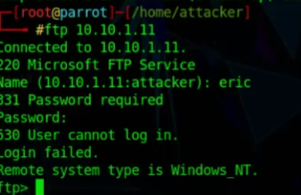 [root@parrot]-[/home/attacker]
#ftp 10.10.1.11
Connected to 10.10.1.11.
220 Microsoft FTP Service
Name (10.10.1.11:attacker): eric
331 Password required
Password:
530 User cannot log in.
Login failed.
Remote system type is Windows_NT.
ftp>